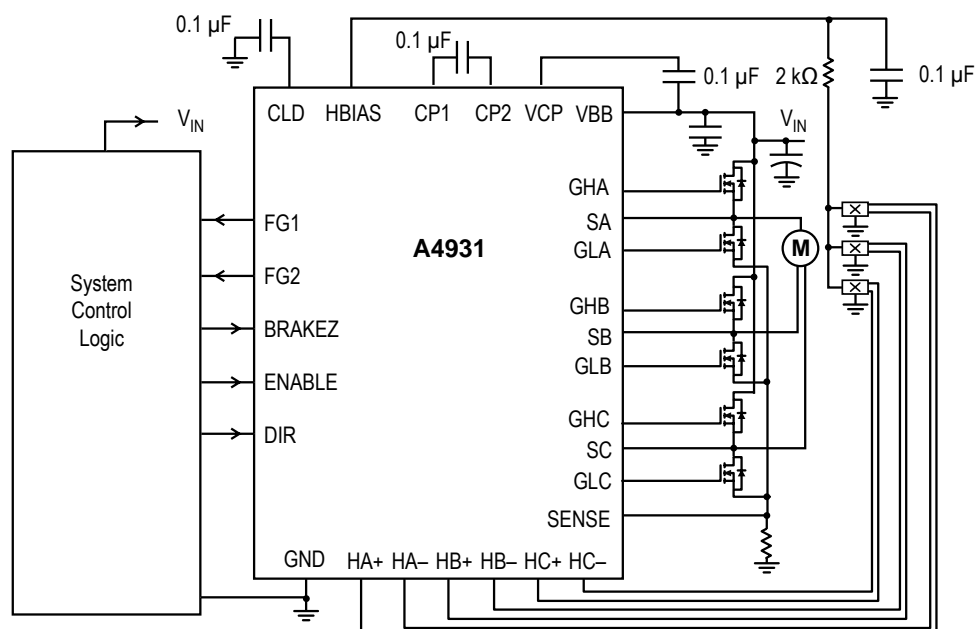 0.1 µF
0.1 µF
0.1 µF
2 kΩ
0.1 µF
CLD
HBIAS
CP1
CP2
VCP
VBB
VIN
VIN
GHA
FG1
SA
A4931
GLA
M
FG2
System
Control
Logic
GHB
BRAKEZ
SB
GLB
ENABLE
GHC
DIR
SC
GLC
SENSE
GND
HA+
HA–
HB+
HB–
HC+
HC–